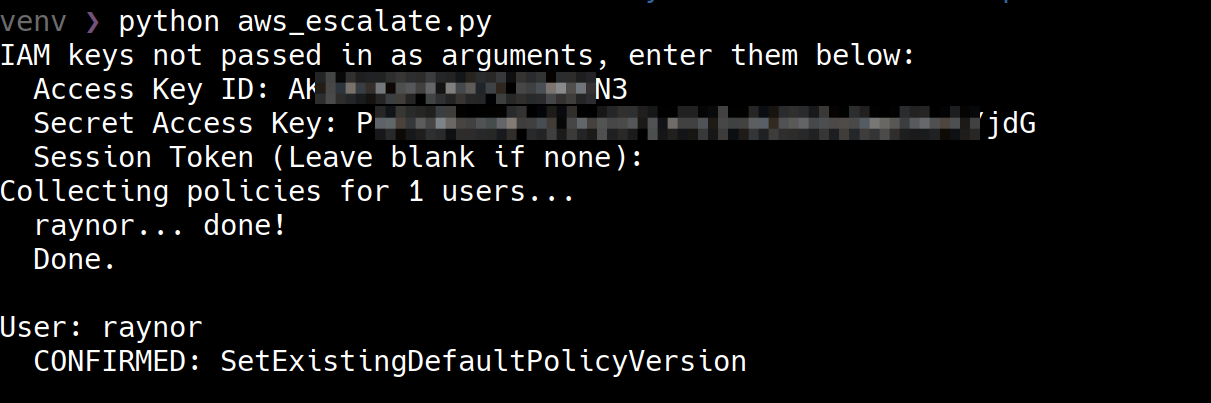 venv ❯ python aws_escalate.py
IAM keys not passed in as arguments, enter them below:
  Access Key ID: AK N3
  Secret Access Key: P /jdG
  Session Token (Leave blank if none):
Collecting policies for 1 users...
  raynor... done!
  Done.
User: raynor
  CONFIRMED: SetExistingDefaultPolicyVersion